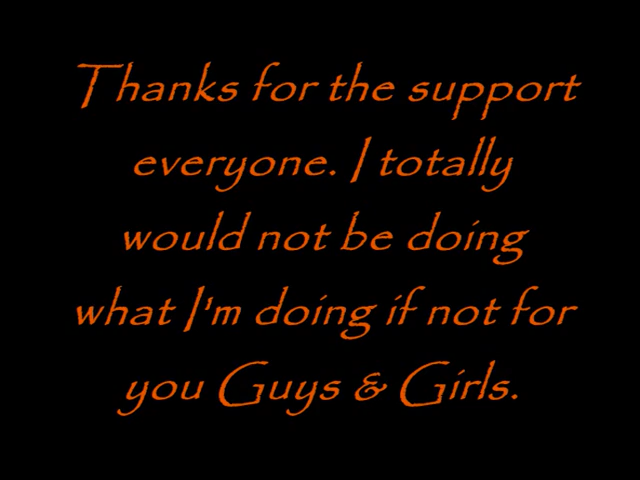 Thanks for the support
everyone. I totally
would not be doing
what I'm doing if not for
you Guys & Girls.